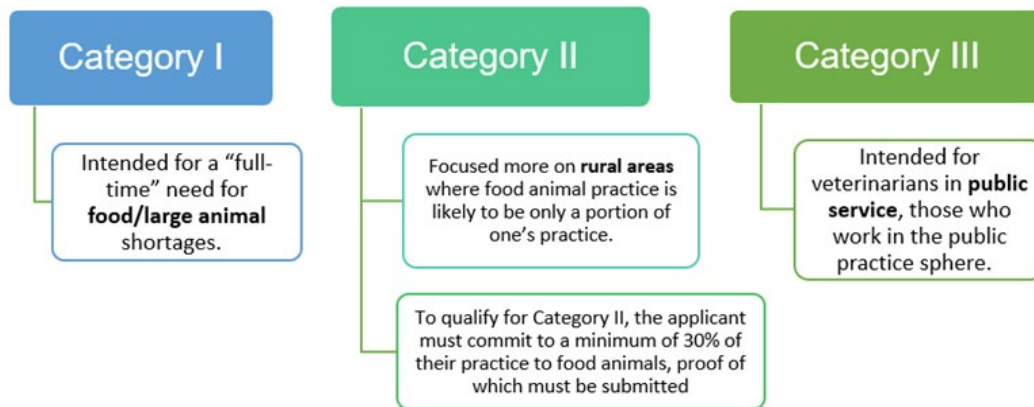 Category I
Intended for a “full-
time” need for
food/large animal
shortages.
Category II
Focused more on rural areas
where food animal practice is
likely to be only a portion of
one’s practice.
To qualify for Category II, the applicant
must commit to a minimum of 30% of
their practice to food animals, proof of
which must be submitted
Category III
Intended for
veterinarians in public
service, those who
work in the public
practice sphere.